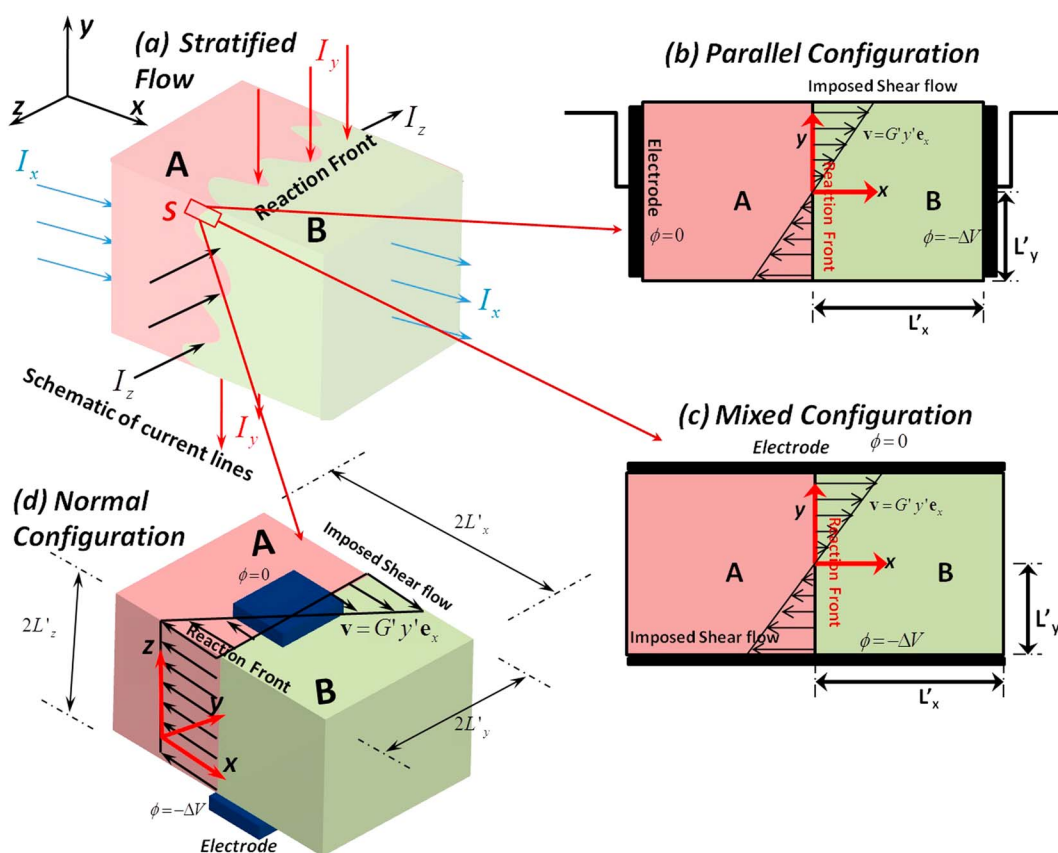 y
z
x
(a) Stratified
Flow
I_y
I_z
I_x
A
Reaction Front
S
B
I_x
I_z
I_y
Schematic of current lines
(b) Parallel Configuration
Imposed Shear flow
Electrode
y
v=G'y'e_x
A
Reaction Front
x
B
ϕ=0
ϕ=-ΔV
L'_y
L'_x
(c) Mixed Configuration
Electrode ϕ=0
y
v=G'y'e_x
A
Reaction Front
x
B
Imposed Shear flow
ϕ=-ΔV
L'_y
L'_x
(d) Normal
Configuration
A
2L'_x
Imposed Shear flow
ϕ=0
2L'_z
v=G'y'e_x
Reaction Front
z
B
y
2L'_y
x
ϕ=-ΔV
Electrode